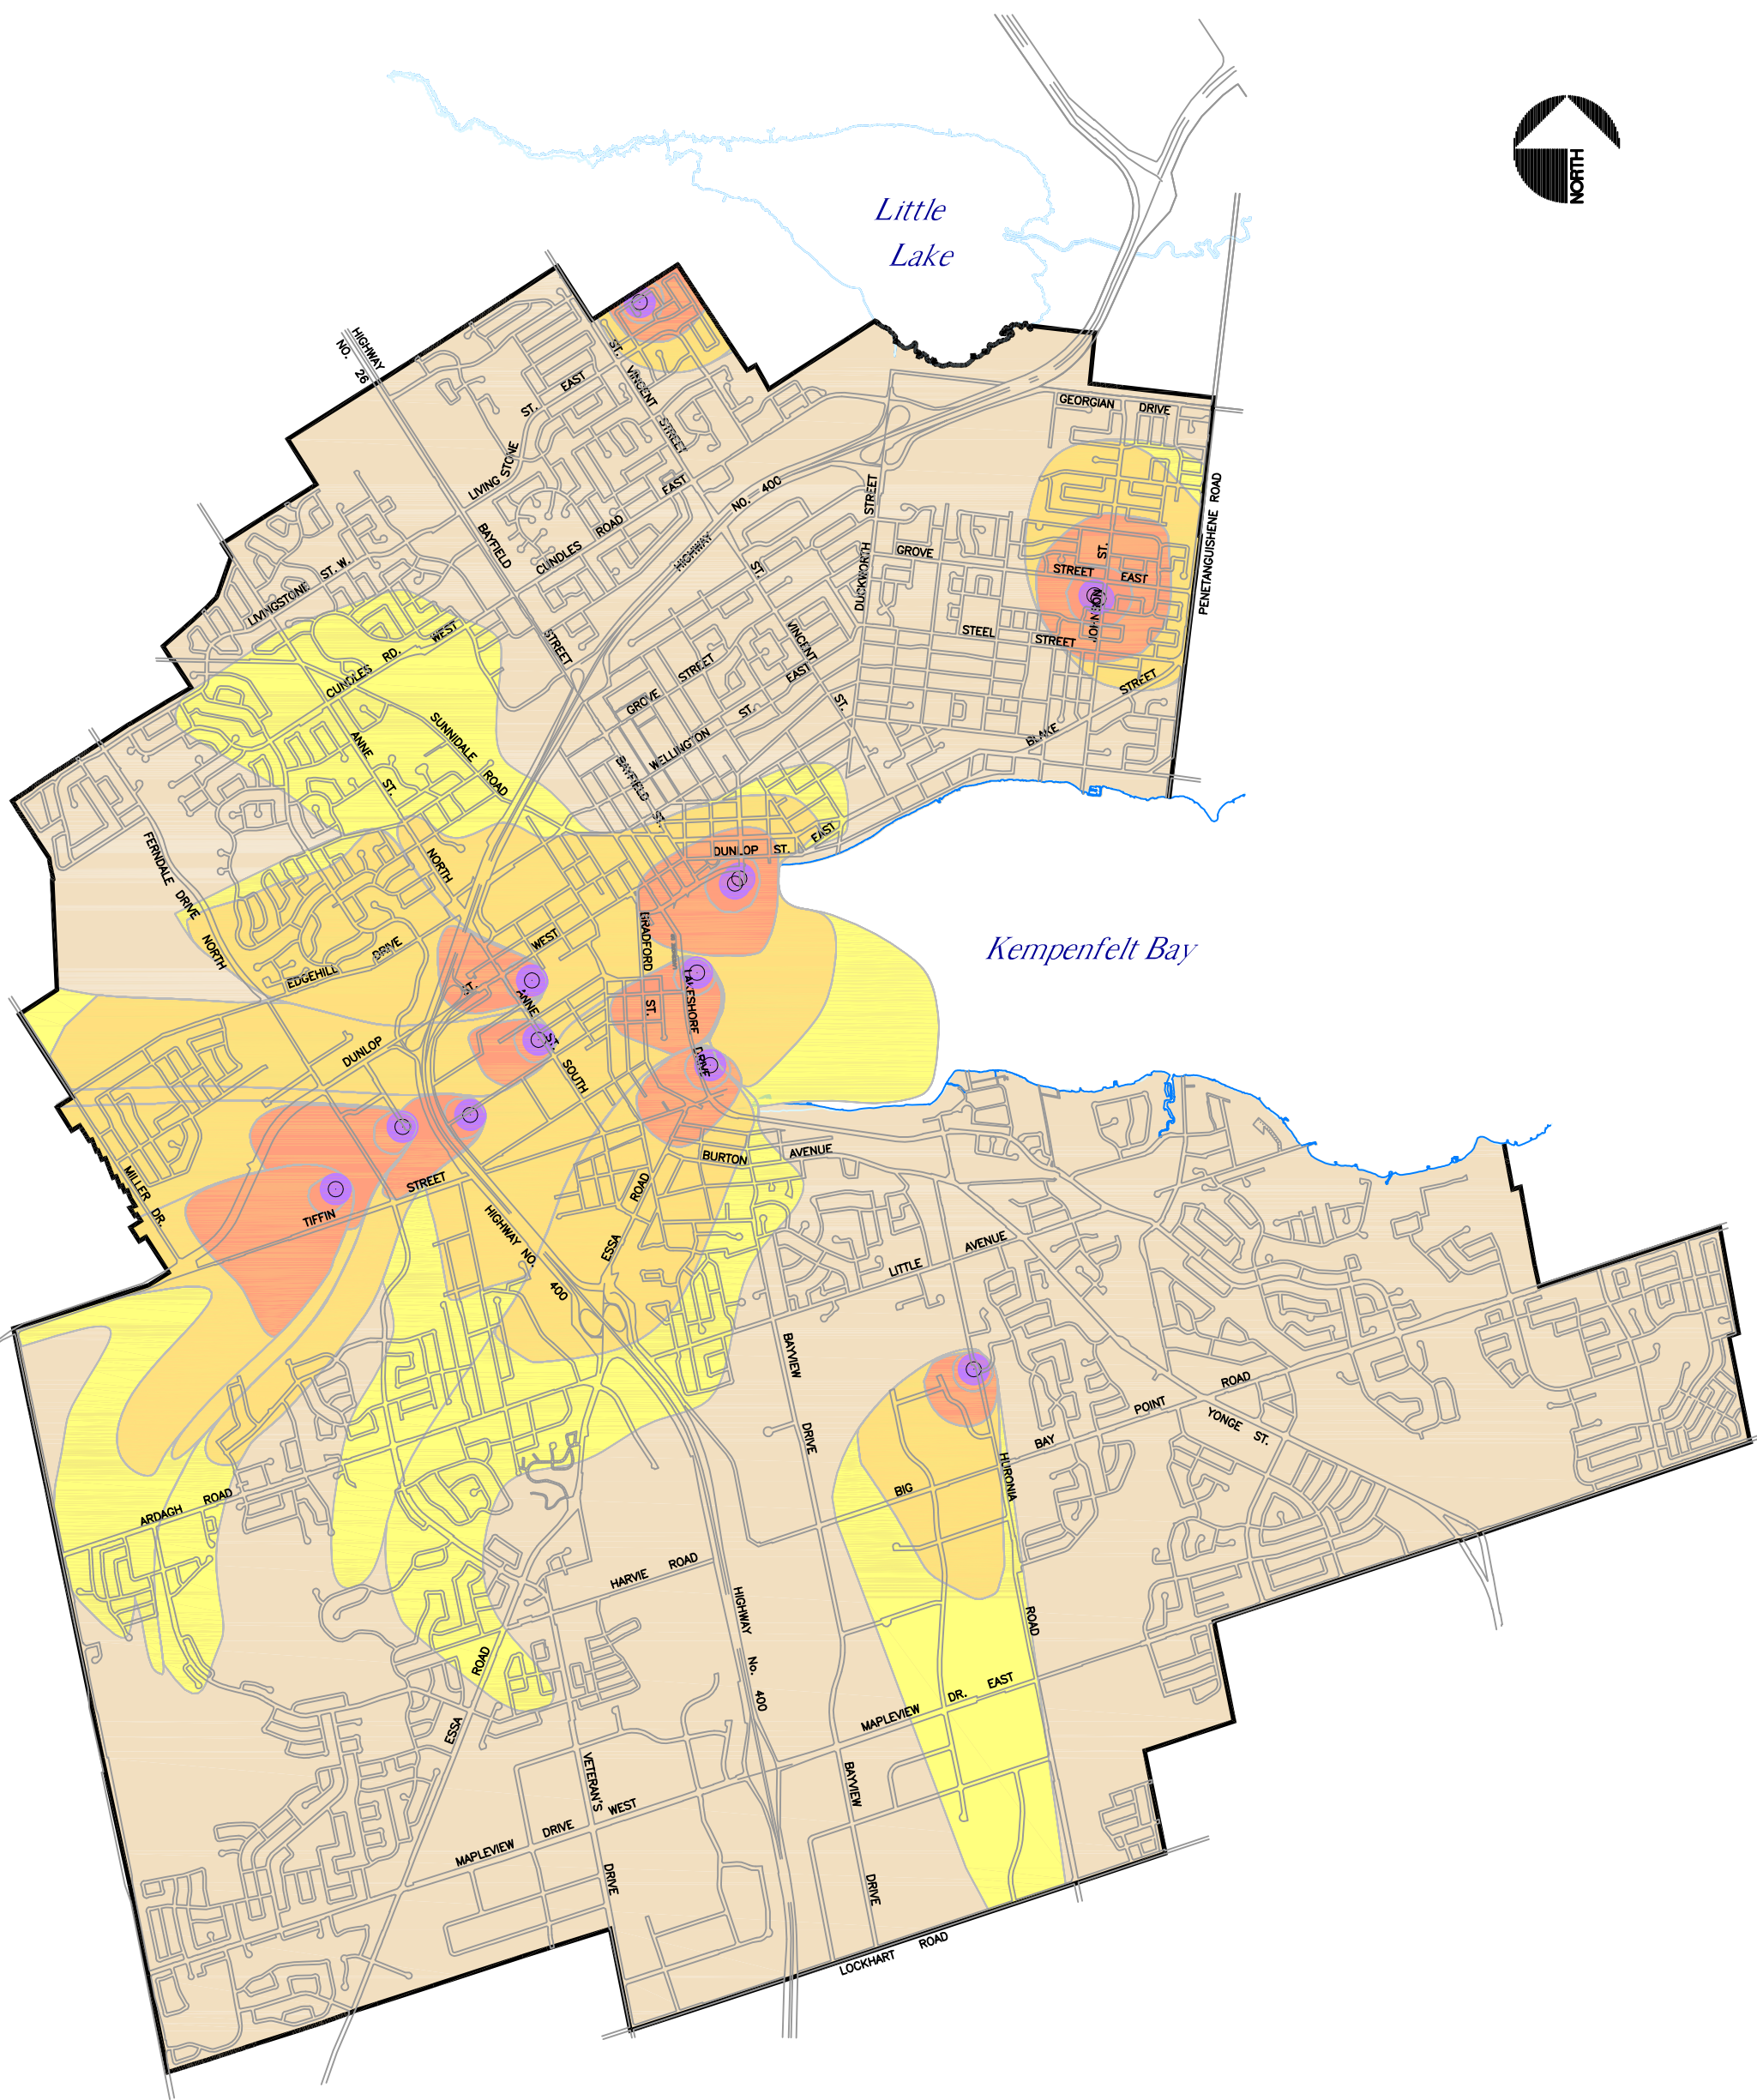 NORTH
Little
Lake
HIGHWAY
NO. 26
ST. VINCENT STREET
LIVINGSTONE ST. EAST
GEORGIAN DRIVE
CUNDLES ROAD EAST
HIGHWAY NO. 400
BAYFIELD STREET
DUCKWORTH STREET
GROVE STREET EAST
JOHNSON ST.
PENETANGUISHENE ROAD
LIVINGSTONE ST. W.
CUNDLES RD. WEST
ST. VINCENT ST.
STEEL STREET
GROVE STREET
WELLINGTON ST. EAST
BLAKE STREET
SUNNIDALE ROAD
ANNE ST. NORTH
BAYFIELD ST.
FERNDALE DRIVE NORTH
DUNLOP ST. EAST
EDGEHILL DRIVE
DUNLOP ST. WEST
BRADFORD ST.
LAKESHORE DRIVE
Kempenfelt Bay
ANNE ST. SOUTH
MILLER DR.
TIFFIN STREET
BURTON AVENUE
HIGHWAY NO. 400
ESSA ROAD
LITTLE AVENUE
BAYVIEW DRIVE
BIG BAY POINT ROAD
YONGE ST.
HURONIA ROAD
ARDAGH ROAD
HARVIE ROAD
HIGHWAY No. 400
ESSA ROAD
MAPLEVIEW DR. EAST
VETERAN'S DRIVE
BAYVIEW DRIVE
MAPLEVIEW DRIVE WEST
LOCKHART ROAD